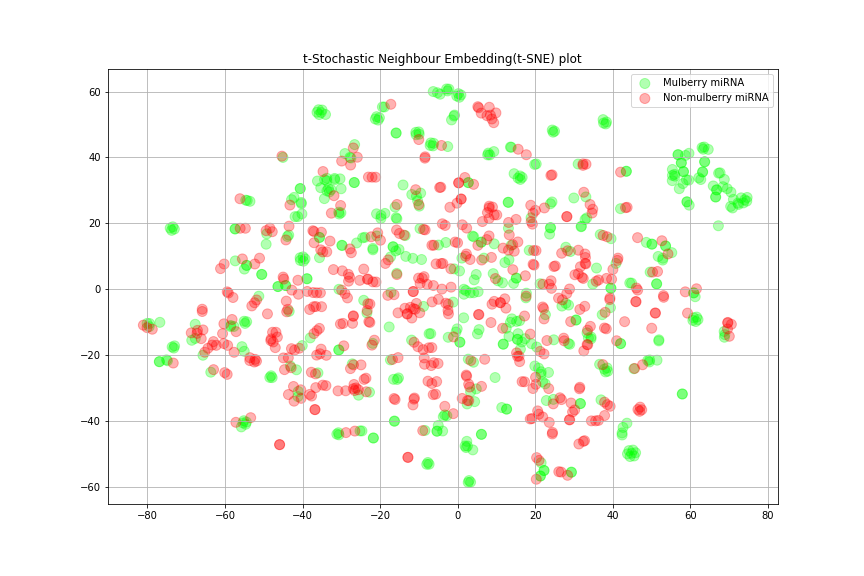 t-Stochastic Neighbour Embedding(t-SNE) plot
Mulberry miRNA
Non-mulberry miRNA
60
40
20
0
−20
−40
−60
−80 −60 −40 −20 0 20 40 60 80